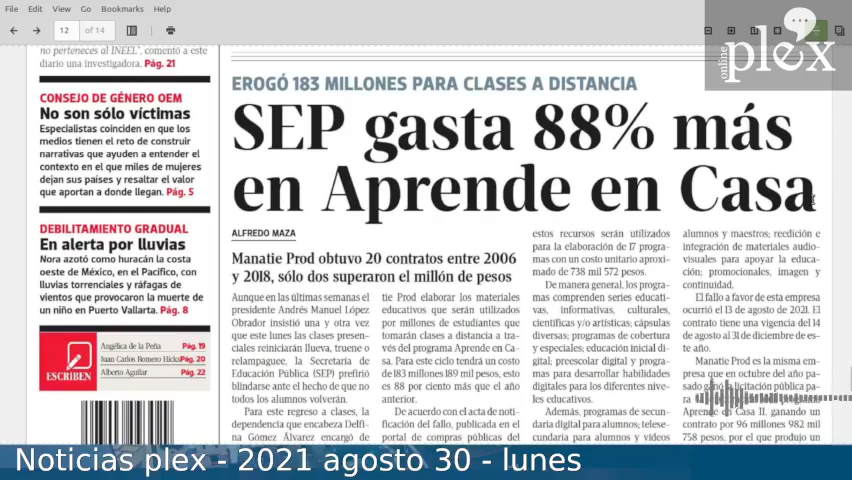 File Edit View Go Bookmarks Help
12 of 14
online
plex
no perteneces al INEEL", comentó a este
diario una investigadora. Pág. 21
CONSEJO DE GÉNERO OEM
No son sólo víctimas
Especialistas coinciden en que los
medios tienen el reto de construir
narrativas que ayuden a entender el
contexto en el que miles de mujeres
dejan sus países y resaltar el valor
que aportan a donde llegan. Pág. 5
DEBILITAMIENTO GRADUAL
En alerta por lluvias
Nora azotó como huracán la costa
oeste de México, en el Pacífico, con
lluvias torrenciales y ráfagas de
vientos que provocaron la muerte de
un niño en Puerto Vallarta. Pág. 8
ESCRIBEN
Angélica de la Peña Pág. 19
Juan Carlos Romero Hicks Pág. 20
Alberto Aguilar Pág. 22
EROGÓ 183 MILLONES PARA CLASES A DISTANCIA
SEP gasta 88% más
en Aprende en Casa
ALFREDO MAZA
Manatie Prod obtuvo 20 contratos entre 2006
y 2018, sólo dos superaron el millón de pesos
Aunque en las últimas semanas el
presidente Andrés Manuel López
Obrador insistió una y otra vez
que este lunes las clases presen-
ciales reiniciarán llueva, truene o
relampaguee, la Secretaría de
Educación Pública (SEP) prefirió
blindarse ante el hecho de que no
todos los alumnos volverán.
Para este regreso a clases, la
dependencia que encabeza Delfi-
na Gómez Álvarez encargó de
tie Prod elaborar los materiales
educativos que serán utilizados
por millones de estudiantes que
tomarán clases a distancia a tra-
vés del programa Aprende en Ca-
sa. Para este ciclo tendrá un costo
de 183 millones 189 mil pesos, esto
es 88 por ciento más que el año
anterior.
De acuerdo con el acta de noti-
ficación del fallo, publicada en el
portal de compras públicas del
estos recursos serán utilizados
para la elaboración de 17 progra-
mas con un costo unitario aproxi-
mado de 738 mil 572 pesos.
De manera general, los progra-
mas comprenden series educati-
vas, informativas, culturales,
científicas y/o artísticas; cápsulas
diversas; programas de cobertura
y especiales; educación inicial di-
gital; preescolar digital y progra-
mas para desarrollar habilidades
digitales para los diferentes nive-
les educativos.
Además, programas de secun-
daria digital para alumnos; telese-
cundaria para alumnos y videos
alumnos y maestros; reedición e
integración de materiales audio-
visuales para apoyar la educa-
ción; promocionales, imagen y
continuidad.
El fallo a favor de esta empresa
ocurrió el 13 de agosto de 2021. El
contrato tiene una vigencia del 14
de agosto al 31 de diciembre de es-
te año.
Manatie Prod es la misma em-
presa que en octubre del año pa-
sado ganó la licitación pública pa-
ra
Aprende en Casa II, ganando un
contrato por 96 millones 982 mil
758 pesos, por el que produjo un
Noticias plex - 2021 agosto 30 - lunes